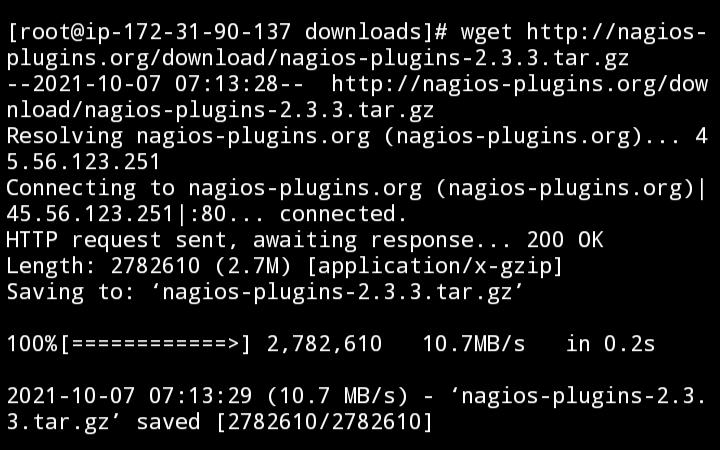 [root@ip-172-31-90-137 downloads]# wget http://nagios-
plugins.org/download/nagios-plugins-2.3.3.tar.gz
--2021-10-07 07:13:28--  http://nagios-plugins.org/dow
nload/nagios-plugins-2.3.3.tar.gz
Resolving nagios-plugins.org (nagios-plugins.org)... 4
5.56.123.251
Connecting to nagios-plugins.org (nagios-plugins.org)|
45.56.123.251|:80... connected.
HTTP request sent, awaiting response... 200 OK
Length: 2782610 (2.7M) [application/x-gzip]
Saving to: ‘nagios-plugins-2.3.3.tar.gz’
100%[============>] 2,782,610   10.7MB/s   in 0.2s
2021-10-07 07:13:29 (10.7 MB/s) - ‘nagios-plugins-2.3.
3.tar.gz’ saved [2782610/2782610]